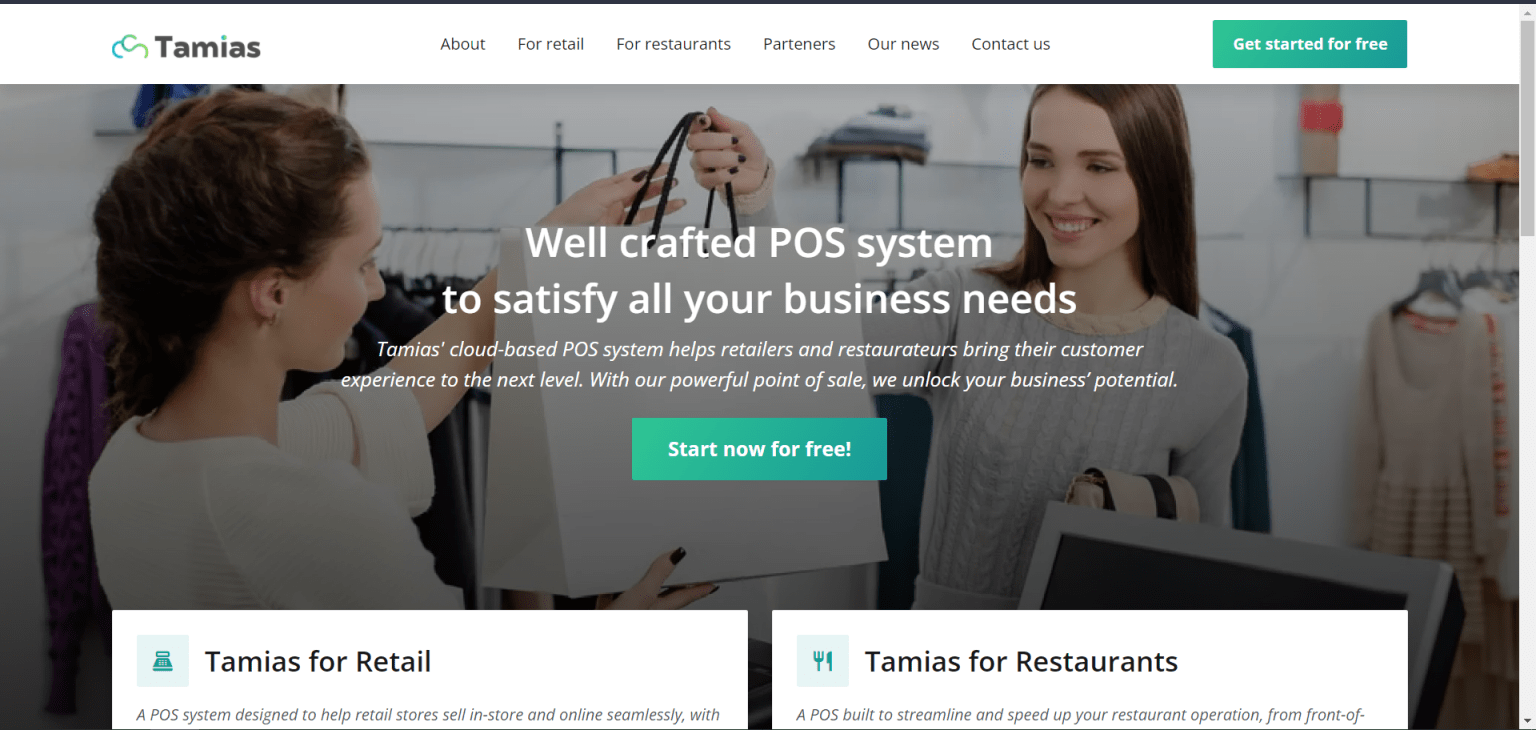 Tamias
About
For retail
For restaurants
Parteners
Our news
Contact us
Get started for free
Well crafted POS system
to satisfy all your business needs
Tamias' cloud-based POS system helps retailers and restaurateurs bring their customer
experience to the next level. With our powerful point of sale, we unlock your business’ potential.
Start now for free!
Tamias for Retail
A POS system designed to help retail stores sell in-store and online seamlessly, with
Tamias for Restaurants
A POS built to streamline and speed up your restaurant operation, from front-of-